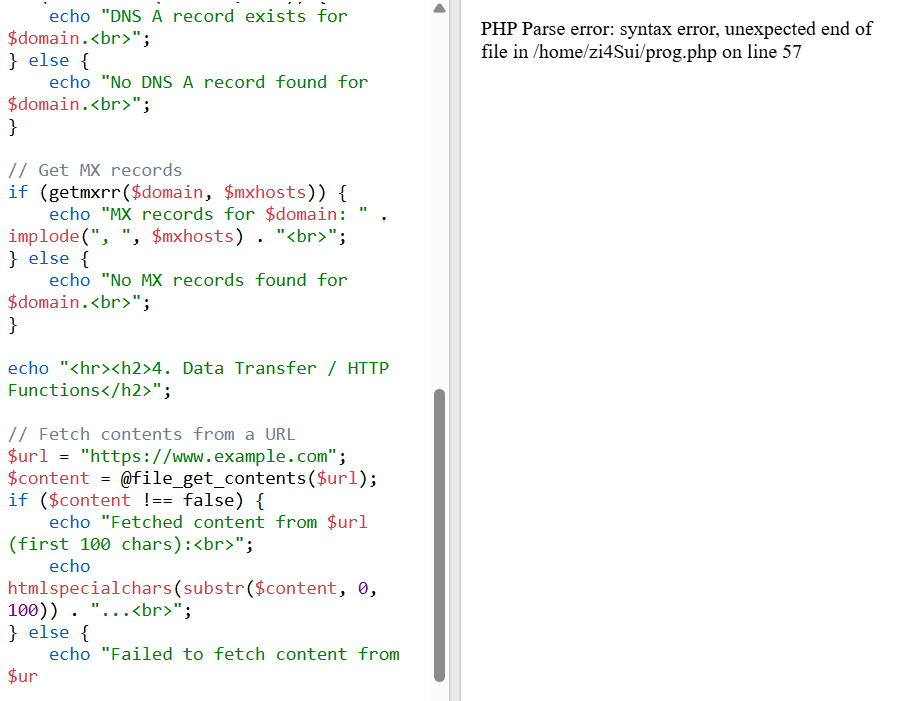 echo "DNS A record exists for
$domain.<br>";
} else {
echo "No DNS A record found for
$domain.<br>";
}
// Get MX records
if (getmxrr($domain, $mxhosts)) {
echo "MX records for $domain: " .
implode(", ", $mxhosts) . "<br>";
} else {
echo "No MX records found for
$domain.<br>";
}
echo "<hr><h2>4. Data Transfer / HTTP
Functions</h2>";
// Fetch contents from a URL
$url = "https://www.example.com";
$content = @file_get_contents($url);
if ($content !== false) {
echo "Fetched content from $url
(first 100 chars):<br>";
echo
htmlspecialchars(substr($content, 0,
100)) . "...<br>";
} else {
echo "Failed to fetch content from
$ur
PHP Parse error: syntax error, unexpected end of
file in /home/zi4Sui/prog.php on line 57